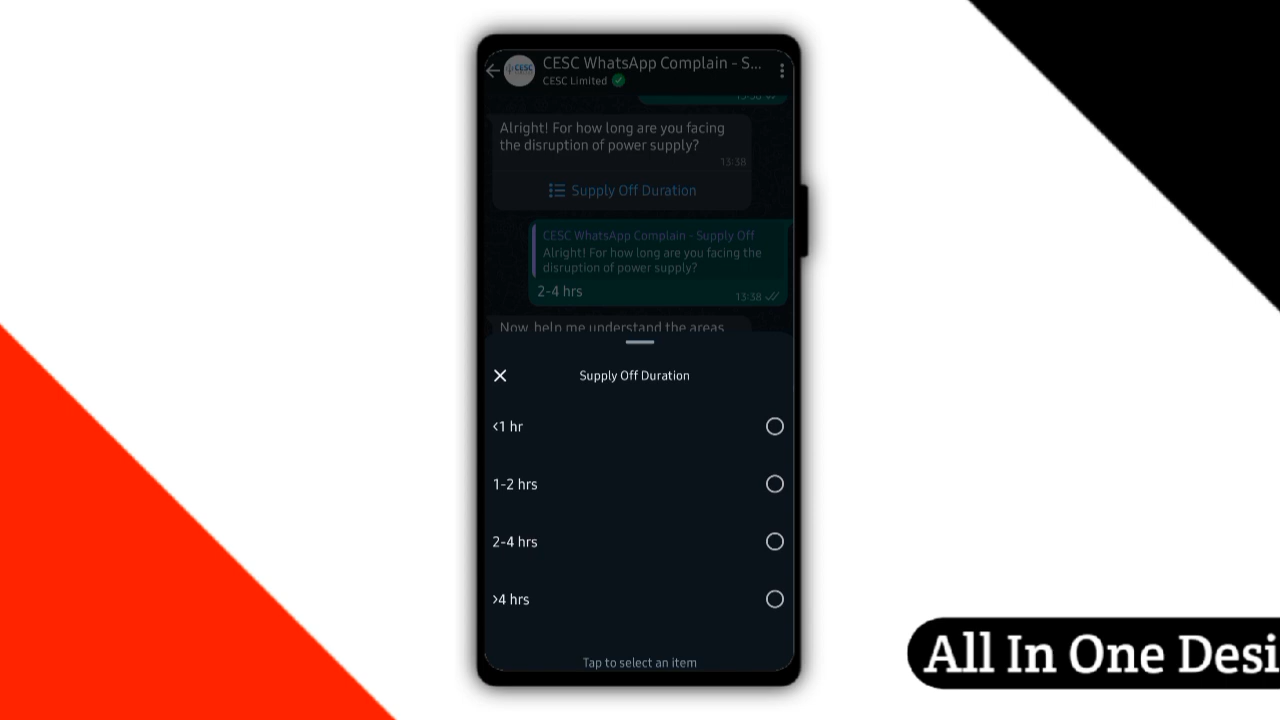 CESC WhatsApp Complain - S...
CESC
CESC Limited
13:38
Alright! For how long are you facing
the disruption of power supply?
13:38
Supply Off Duration
CESC WhatsApp Complain - Supply Off
Alright! For how long are you facing the
disruption of power supply?
2-4 hrs
13:38
Now, help me understand the areas
Supply Off Duration
<1 hr
1-2 hrs
2-4 hrs
>4 hrs
Tap to select an item
All In One Desi